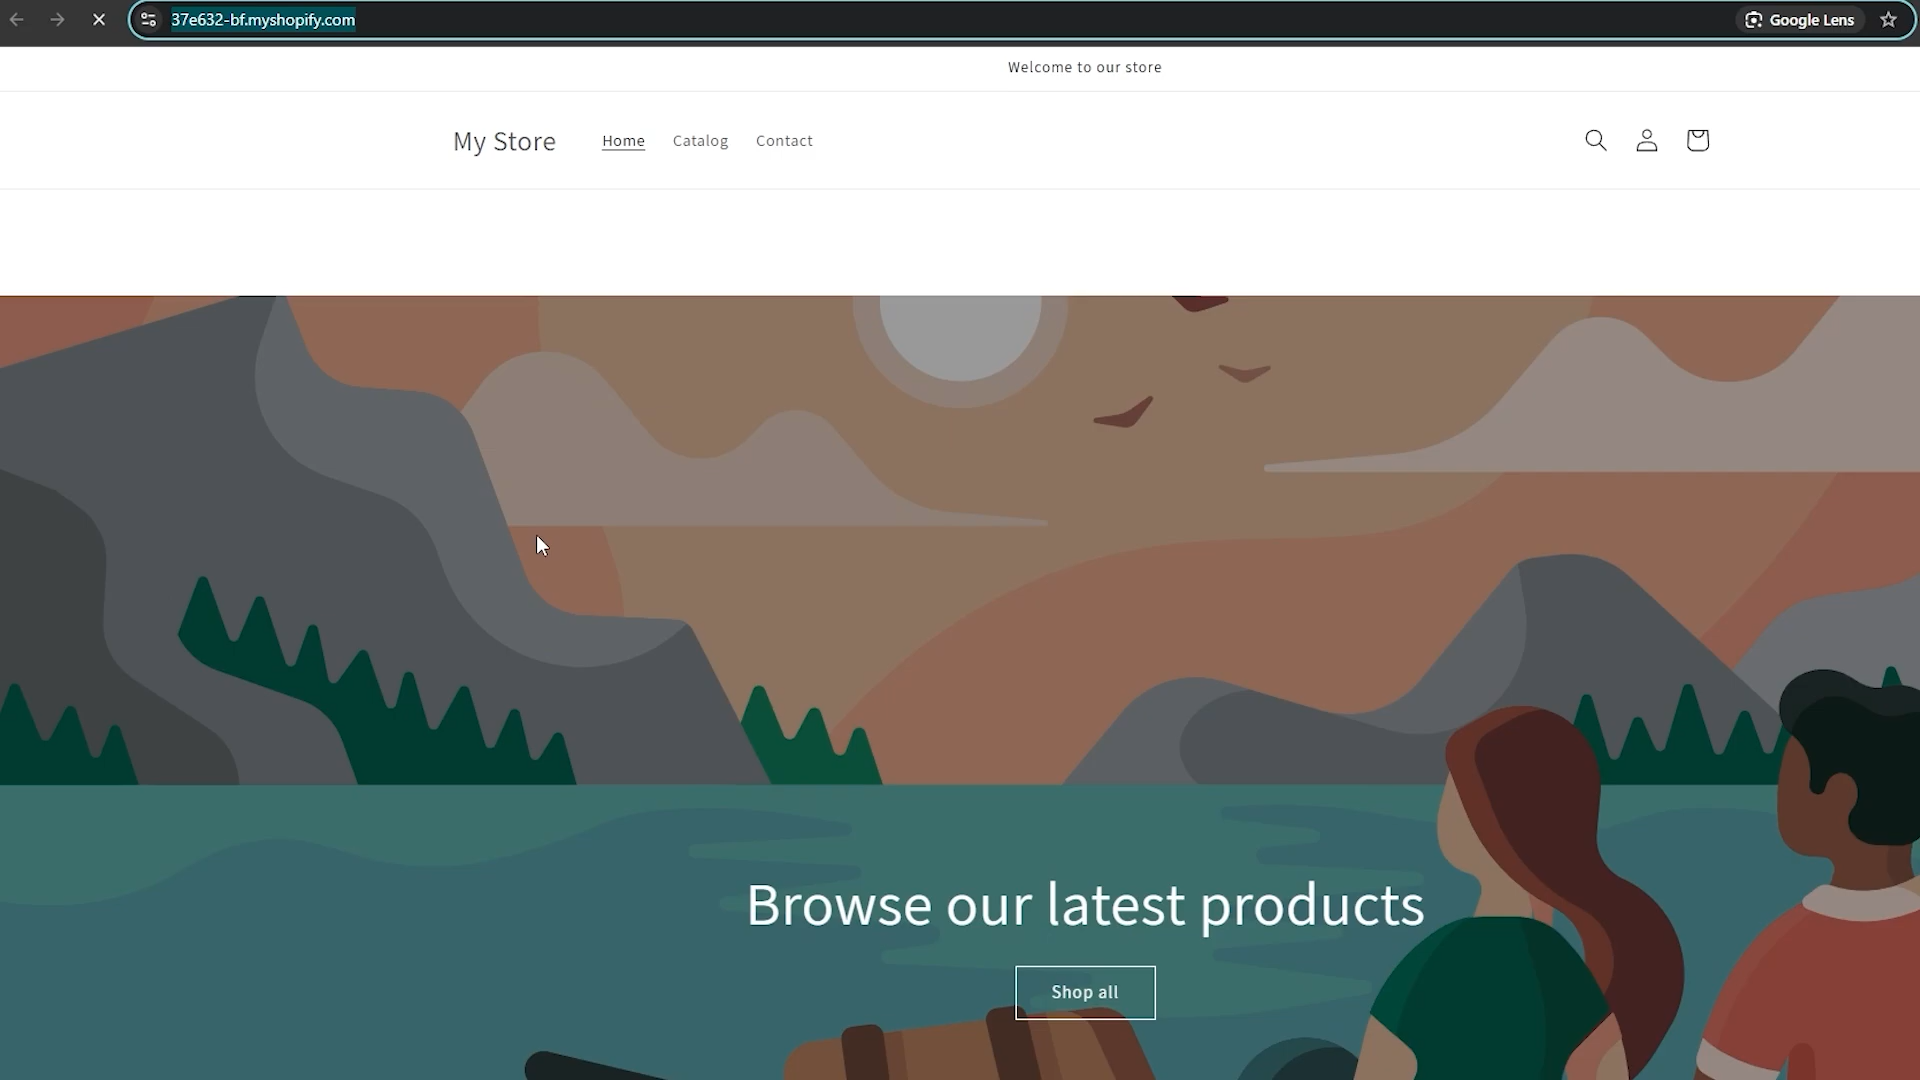 37e632-bf.myshopify.com
Google Lens
Welcome to our store
My Store
Home
Catalog
Contact
Browse our latest products
Shop all